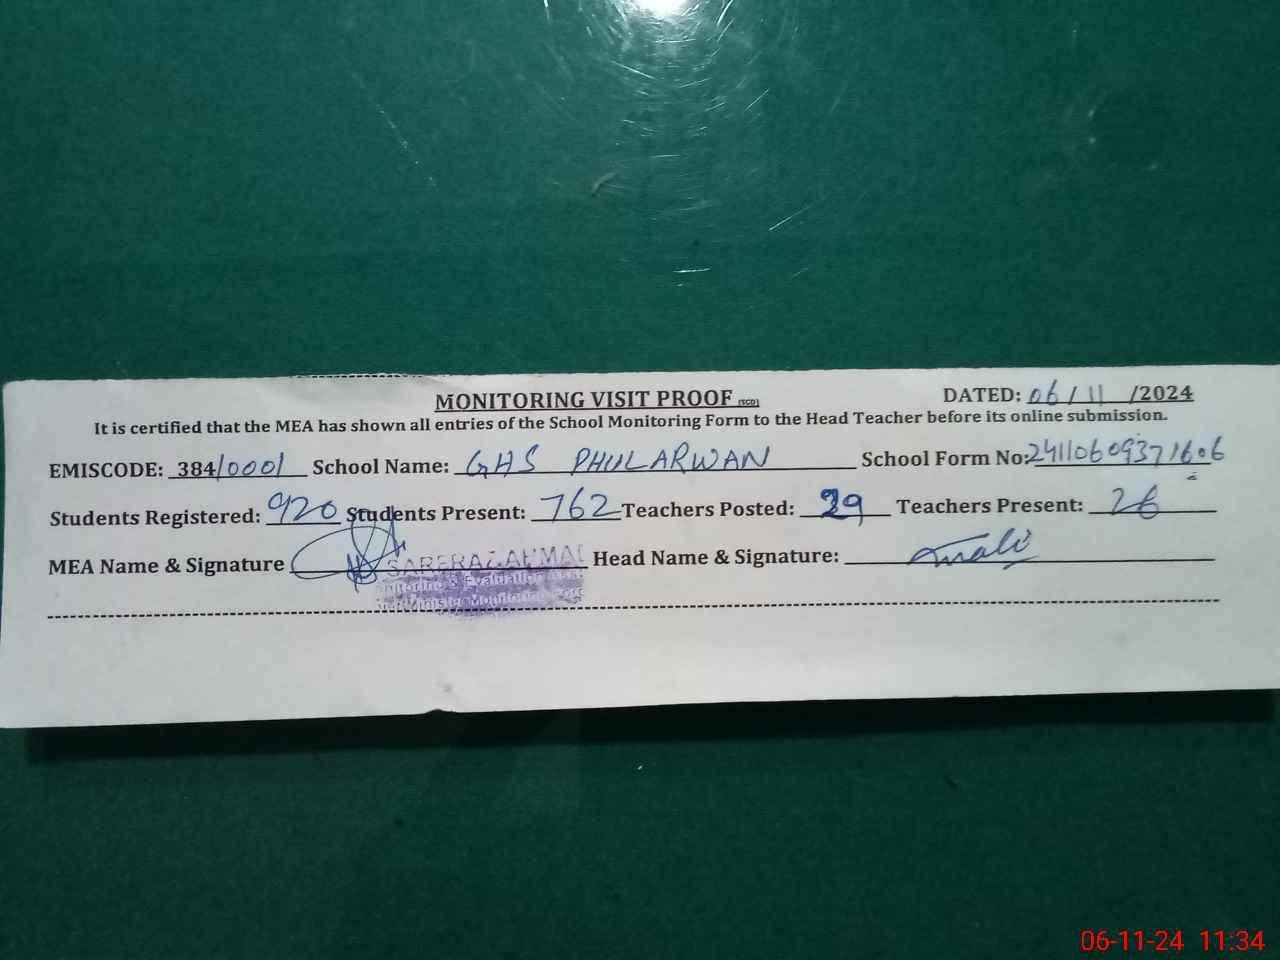 MONITORING VISIT PROOF (SCD) DATED: 06/11/2024
It is certified that the MEA has shown all entries of the School Monitoring Form to the Head Teacher before its online submission.
EMISCODE: 384/0001 School Name: GHS PHULARWAN School Form No: 24110609371606
Students Registered: 920 Students Present: 762 Teachers Posted: 29 Teachers Present: 26
MEA Name & Signature Head Name & Signature:
06-11-24 11:34